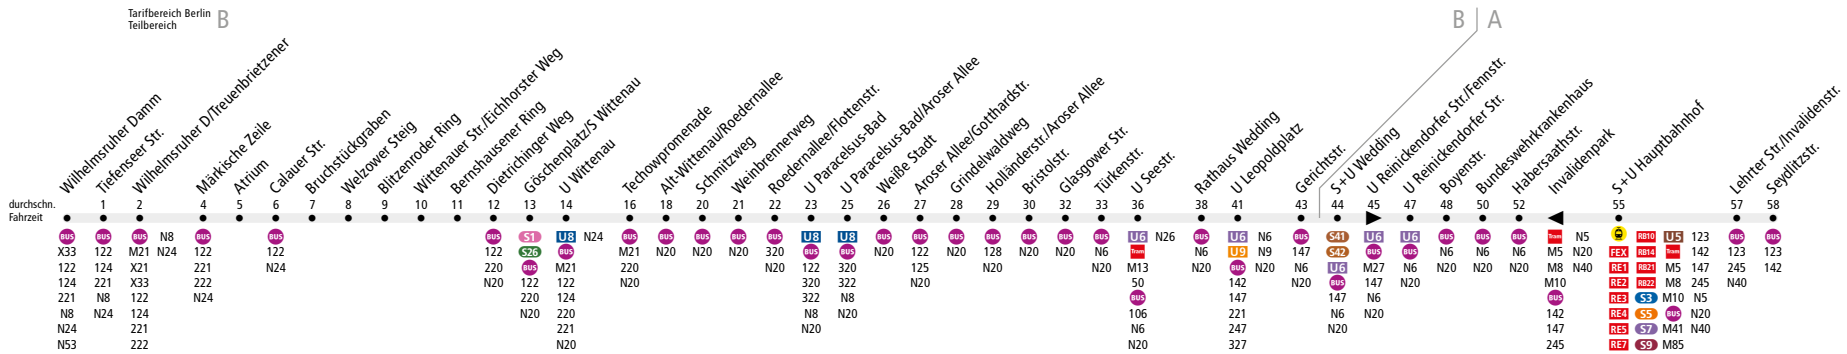 Tarifbereich Berlin B
Teilbereich
B A
Wilhelmsruher Damm
Tiefenseer Str.
Wilhelmsruher D/Treuenbrietzener
Märkische Zeile
Atrium
Calauer Str.
Bruchstückgraben
Welzower Steig
Blitzenroder Ring
Wittenauer Str./Eichhorster Weg
Bernshausener Ring
Dietrichinger Weg
Göschenplatz/S Wittenau
U Wittenau
Techowpromenade
Alt-Wittenau/Roedernallee
Schmitzweg
Weinbrennerweg
Roedernallee/Flottenstr.
U Paracelsus-Bad
U Paracelsus-Bad/Aroser Allee
Weiße Stadt
Aroser Allee/Gotthardstr.
Grindelwaldweg
Holländerstr./Aroser Allee
Bristolstr.
Glasgower Str.
Türkenstr.
U Seestr.
Rathaus Wedding
U Leopoldplatz
Gerichtstr.
S+U Wedding
U Reinickendorfer Str./Fennstr.
U Reinickendorfer Str.
Boyenstr.
Bundeswehrkrankenhaus
Habersaathstr.
Invalidenpark
S+U Hauptbahnhof
Lehrter Str./Invalidenstr.
Seydlitzstr.
durchschn. 1 2 4 5 6 7 8 9 10 11 12 13 14 16 18 20 21 22 23 25 26 27 28 29 30 32 33 36 38 41 43 44 45 47 48 50 52 55 57 58
Fahrzeit
BUS BUS BUS N8 BUS BUS BUS S1 U8 N24 BUS BUS BUS BUS BUS U8 U8 BUS BUS BUS BUS BUS BUS BUS U6 N26 BUS U6 N6 BUS S41 U6 U6 BUS BUS BUS Tram N5 RB10 U5 123 BUS BUS
X33 122 M21 N24 122 122 122 S26 BUS M21 N20 N20 N20 320 BUS BUS N20 122 N20 128 N20 N20 N6 Tram N6 U9 N9 147 S42 BUS BUS N6 N6 N6 M5 N20 FEX RB14 Tram 142 123 123
122 124 X21 221 N24 220 BUS M21 220 N20 122 320 125 N20 N20 M13 N20 BUS N20 N6 U6 M27 N6 N20 N20 N20 M8 N40 RE1 RB21 M5 147 245 142
124 221 X33 222 N20 122 122 N20 320 322 N20 50 142 N20 BUS 147 N20 M10 RE2 RB22 M8 245 N40
221 N8 122 N24 220 124 322 N8 BUS 147 147 N6 BUS RE3 S3 M10 N5
N8 N24 124 N20 220 N8 N20 106 221 N6 N20 142 RE4 S5 BUS N20
N24 221 221 N20 N6 247 N20 147 RE5 S7 M41 N40
N53 222 N20 N20 327 245 RE7 S9 M85